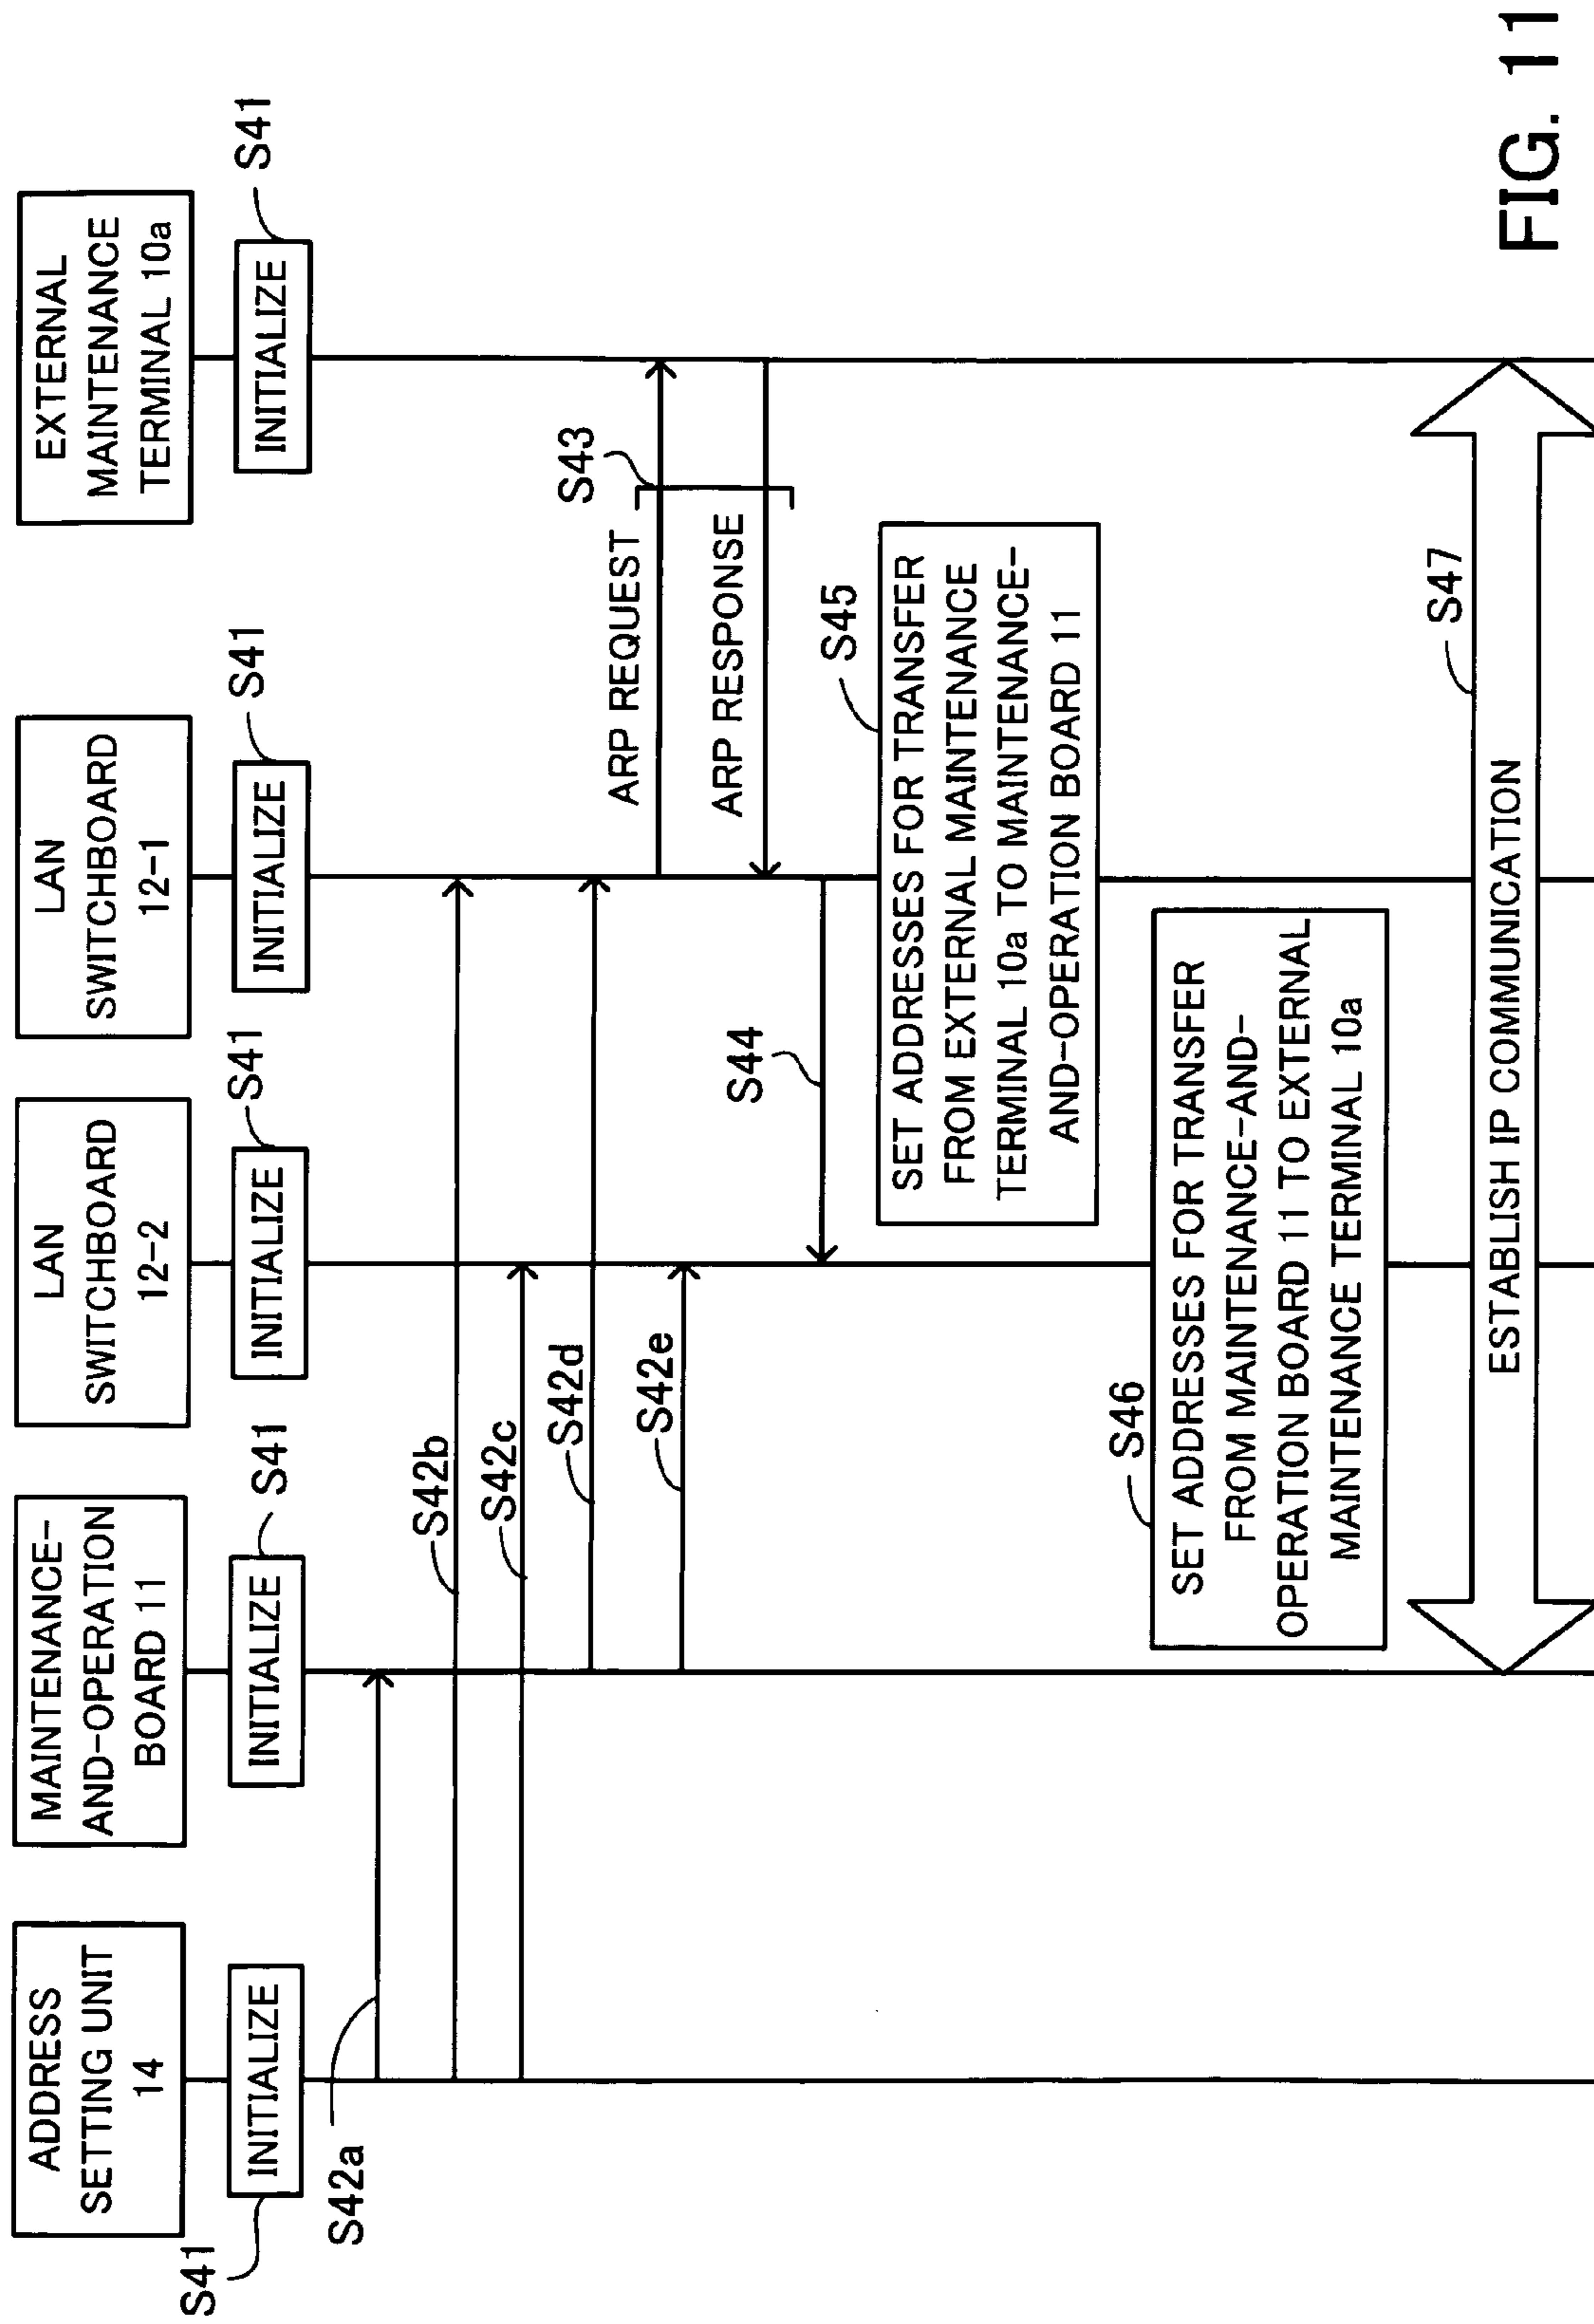 ADDRESS
SETTING UNIT
14
MAINTENANCE-
AND-OPERATION
BOARD 11
LAN
SWITCHBOARD
12-2
LAN
SWITCHBOARD
12-1
EXTERNAL
MAINTENANCE
TERMINAL 10a
S41
INITIALIZE
INITIALIZE
S41
INITIALIZE
S41
INITIALIZE
S41
INITIALIZE
S41
S42a
S42b
S42c
S42d
S42e
ARP REQUEST
S43
ARP RESPONSE
S44
S45
SET ADDRESSES FOR TRANSFER
FROM EXTERNAL MAINTENANCE
TERMINAL 10a TO MAINTENANCE-
AND-OPERATION BOARD 11
S46
SET ADDRESSES FOR TRANSFER
FROM MAINTENANCE-AND-
OPERATION BOARD 11 TO EXTERNAL
MAINTENANCE TERMINAL 10a
S47
ESTABLISH IP COMMUNICATION
FIG. 11